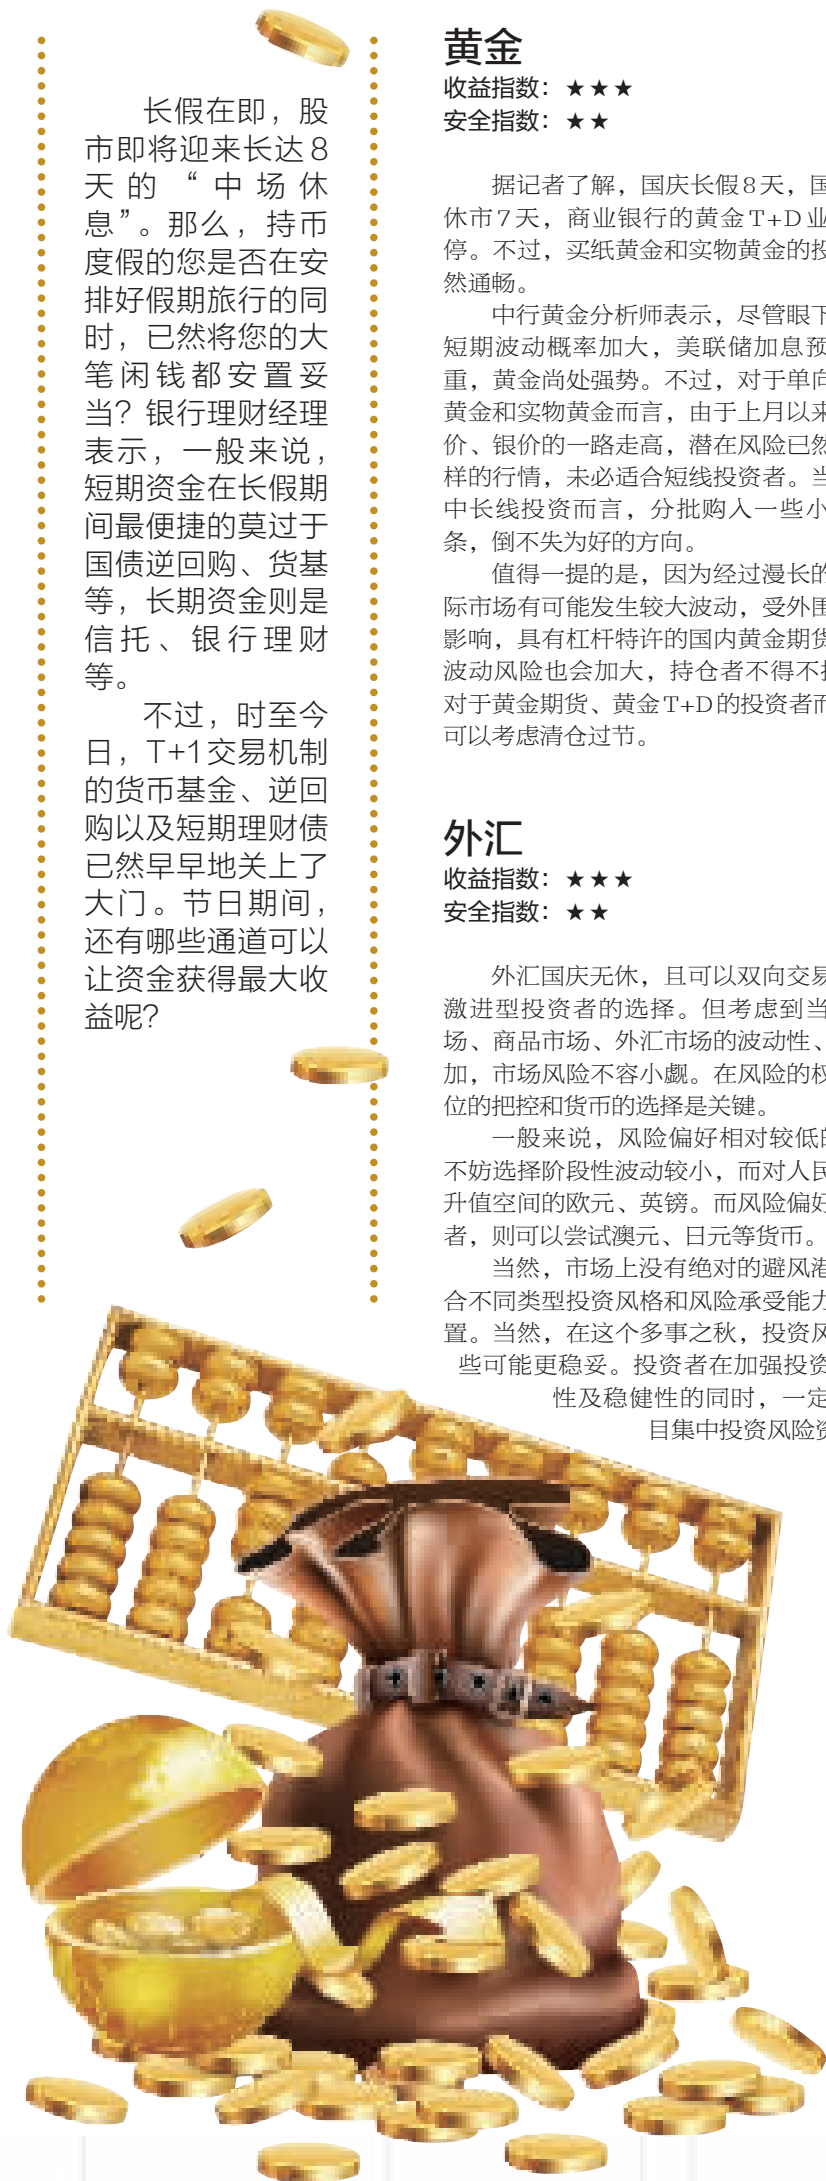 长假在即，股
市即将迎来长达8
天的“中场休
息”。那么，持币
度假的您是否在安
排好假期旅行的同
时，已然将您的大
笔闲钱都安置妥
当？银行理财经理
表示，一般来说，
短期资金在长假期
间最便捷的莫过于
国债逆回购、货基
等，长期资金则是
信托、银行理财
等。
不过，时至今
日，T+1交易机制
的货币基金、逆回
购以及短期理财债
已然早早地关上了
大门。节日期间，
还有哪些通道可以
让资金获得最大收
益呢？
黄金
收益指数：★★★
安全指数：★★
据记者了解，国庆长假8天，国
休市7天，商业银行的黄金T+D业
停。不过，买纸黄金和实物黄金的投
然通畅。
中行黄金分析师表示，尽管眼下
短期波动概率加大，美联储加息预
重，黄金尚处强势。不过，对于单向
黄金和实物黄金而言，由于上月以来
价、银价的一路走高，潜在风险已然
样的行情，未必适合短线投资者。当
中长线投资而言，分批购入一些小
条，倒不失为好的方向。
值得一提的是，因为经过漫长的
际市场有可能发生较大波动，受外围
影响，具有杠杆特许的国内黄金期货
波动风险也会加大，持仓者不得不
对于黄金期货、黄金T+D的投资者而
可以考虑清仓过节。
外汇
收益指数：★★★
安全指数：★★
外汇国庆无休，且可以双向交易
激进型投资者的选择。但考虑到当
场、商品市场、外汇市场的波动性、
加，市场风险不容小觑。在风险的权
位的把控和货币的选择是关键。
一般来说，风险偏好相对较低的
不妨选择阶段性波动较小，而对人民
升值空间的欧元、英镑。而风险偏好
者，则可以尝试澳元、日元等货币。
当然，市场上没有绝对的避风港
合不同类型投资风格和风险承受能力
置。当然，在这个多事之秋，投资风
些可能更稳妥。投资者在加强投资
性及稳健性的同时，一定
目集中投资风险资